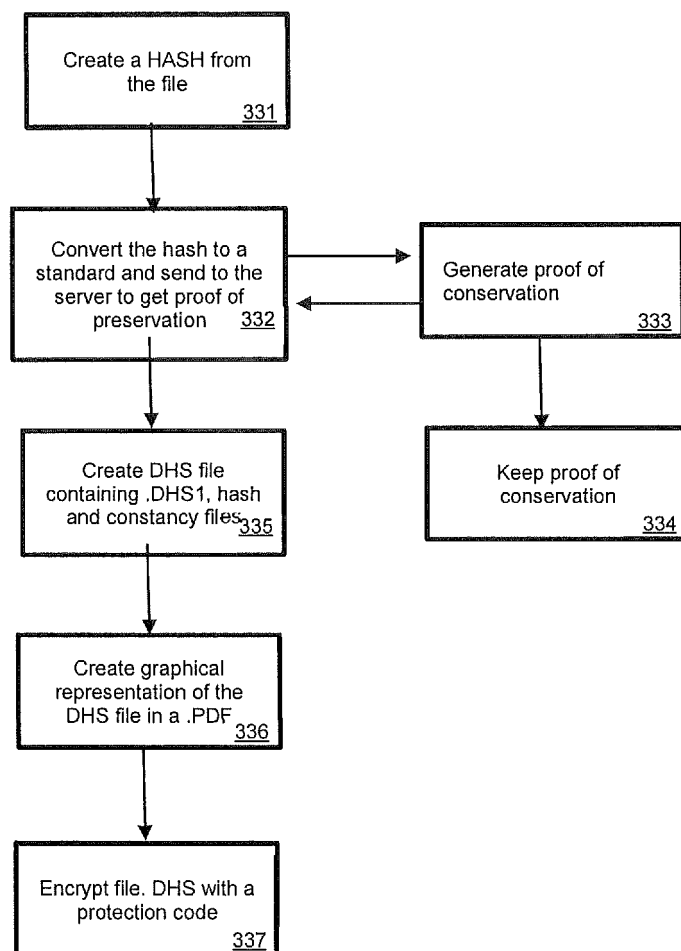 Create a HASH from
the file
331
Convert the hash to a
standard and send to the
server to get proof of
preservation
332
Generate proof of
conservation
333
Keep proof of
conservation
334
Create DHS file
containing .DHS1, hash
and constancy files
335
Create graphical
representation of the
DHS file in a .PDF
336
Encrypt file. DHS with a
protection code
337